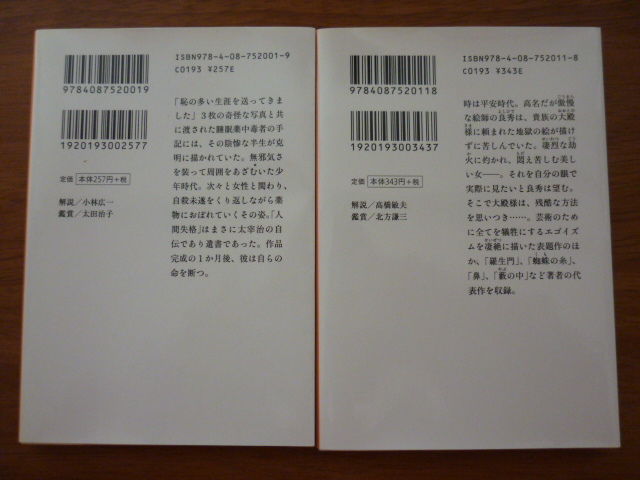 ISBN978-4-08-752001-9
C0193 ¥257E
9784087520019
1920193002577
定価 本体257円+税
解説/小林広一
鑑賞/太田治子
「恥の多い生涯を送ってきま
した」3枚の奇怪な写真と共
に渡された睡眠薬中毒者の手
記には、その陰惨な半生が克
明に描かれていた。無邪気さ
を装って周囲をあざむいた少
年時代。次々と女性と関わり、
自殺未遂をくり返しながら薬
物におぼれていくその姿。「人
間失格」はまさに太宰治の自
伝であり遺書であった。作品
完成の1か月後、彼は自らの
命を断つ。
ISBN978-4-08-752011-8
C0193 ¥343E
9784087520118
1920193003437
定価 本体343円+税
解説/高橋敏夫
鑑賞/北方謙三
時は平安時代。高名だが傲慢
な絵師の良秀は、貴族の大殿
様に頼まれた地獄の絵が描け
ずに苦しんでいた。凄烈な劫
火に灼かれ、悶え苦しむ美し
い女――。それを自分の眼で
実際に見たいと良秀は望む。
そこで大殿様は、残酷な方法
を思いつき……。芸術のため
に全てを犠牲にするエゴイズ
ムを凄絶に描いた表題作のほ
か、「羅生門」、「蜘蛛の糸」、
「鼻」、「藪の中」など著者の代
表作を収録。